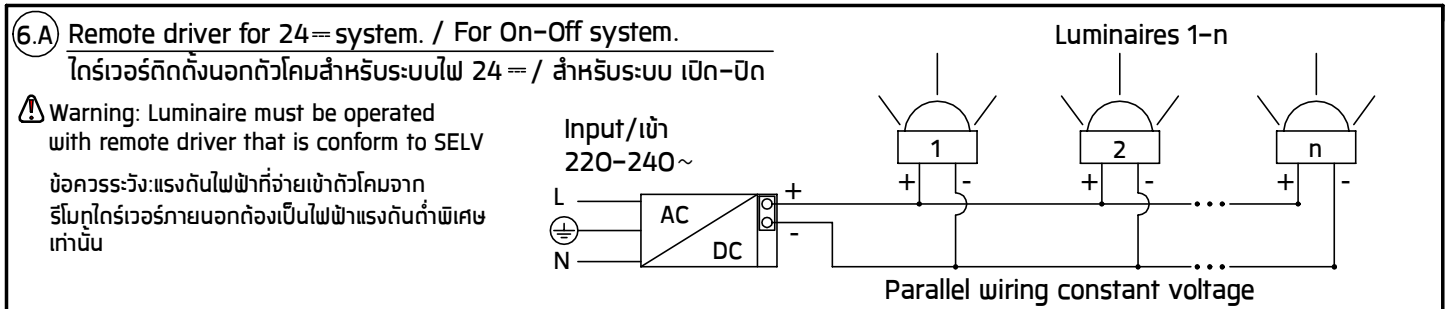 6.A Remote driver for 24⎓ system. / For On-Off system.
ไดร์เวอร์ติดตั้งนอกตัวโคมสำหรับระบบไฟ 24⎓ / สำหรับระบบ เปิด-ปิด
Warning: Luminaire must be operated
with remote driver that is conform to SELV
ข้อควรระวัง:แรงดันไฟฟ้าที่จ่ายเข้าตัวโคมจาก
รีโมทไดร์เวอร์ภายนอกต้องเป็นไฟฟ้าแรงดันต่ำพิเศษ
เท่านั้น
Input/เข้า
220-240~
L
N
AC
DC
+
-
Luminaires 1-n
1
2
n
+ -
+ -
+ -
Parallel wiring constant voltage